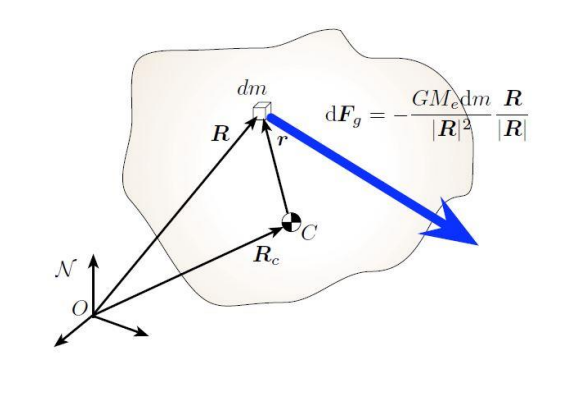 dm
d𝑭_g = − GM_e dm / |𝑹|² 𝑹 / |𝑹|
𝑹
𝒓
C
𝑹_c
𝒩
O